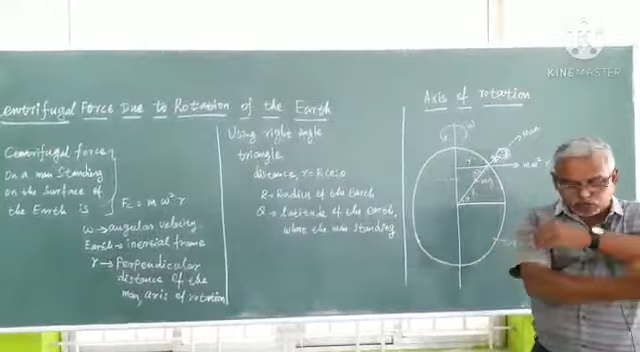 Centrifugal Force Due to Rotation of the Earth
Centrifugal force
on a man standing
on the surface of
the Earth is
Fc = m ω² r
ω → angular velocity
Earth → inertial frame
r → Perpendicular
distance of the
man, axis of rotation
Using right angle
triangle
distance, r = R cos θ
R = Radius of the Earth
θ = latitude of the Earth,
where the man standing
Axis of rotation
ω
man
r
mω²r
mg
θ
KINEMASTER